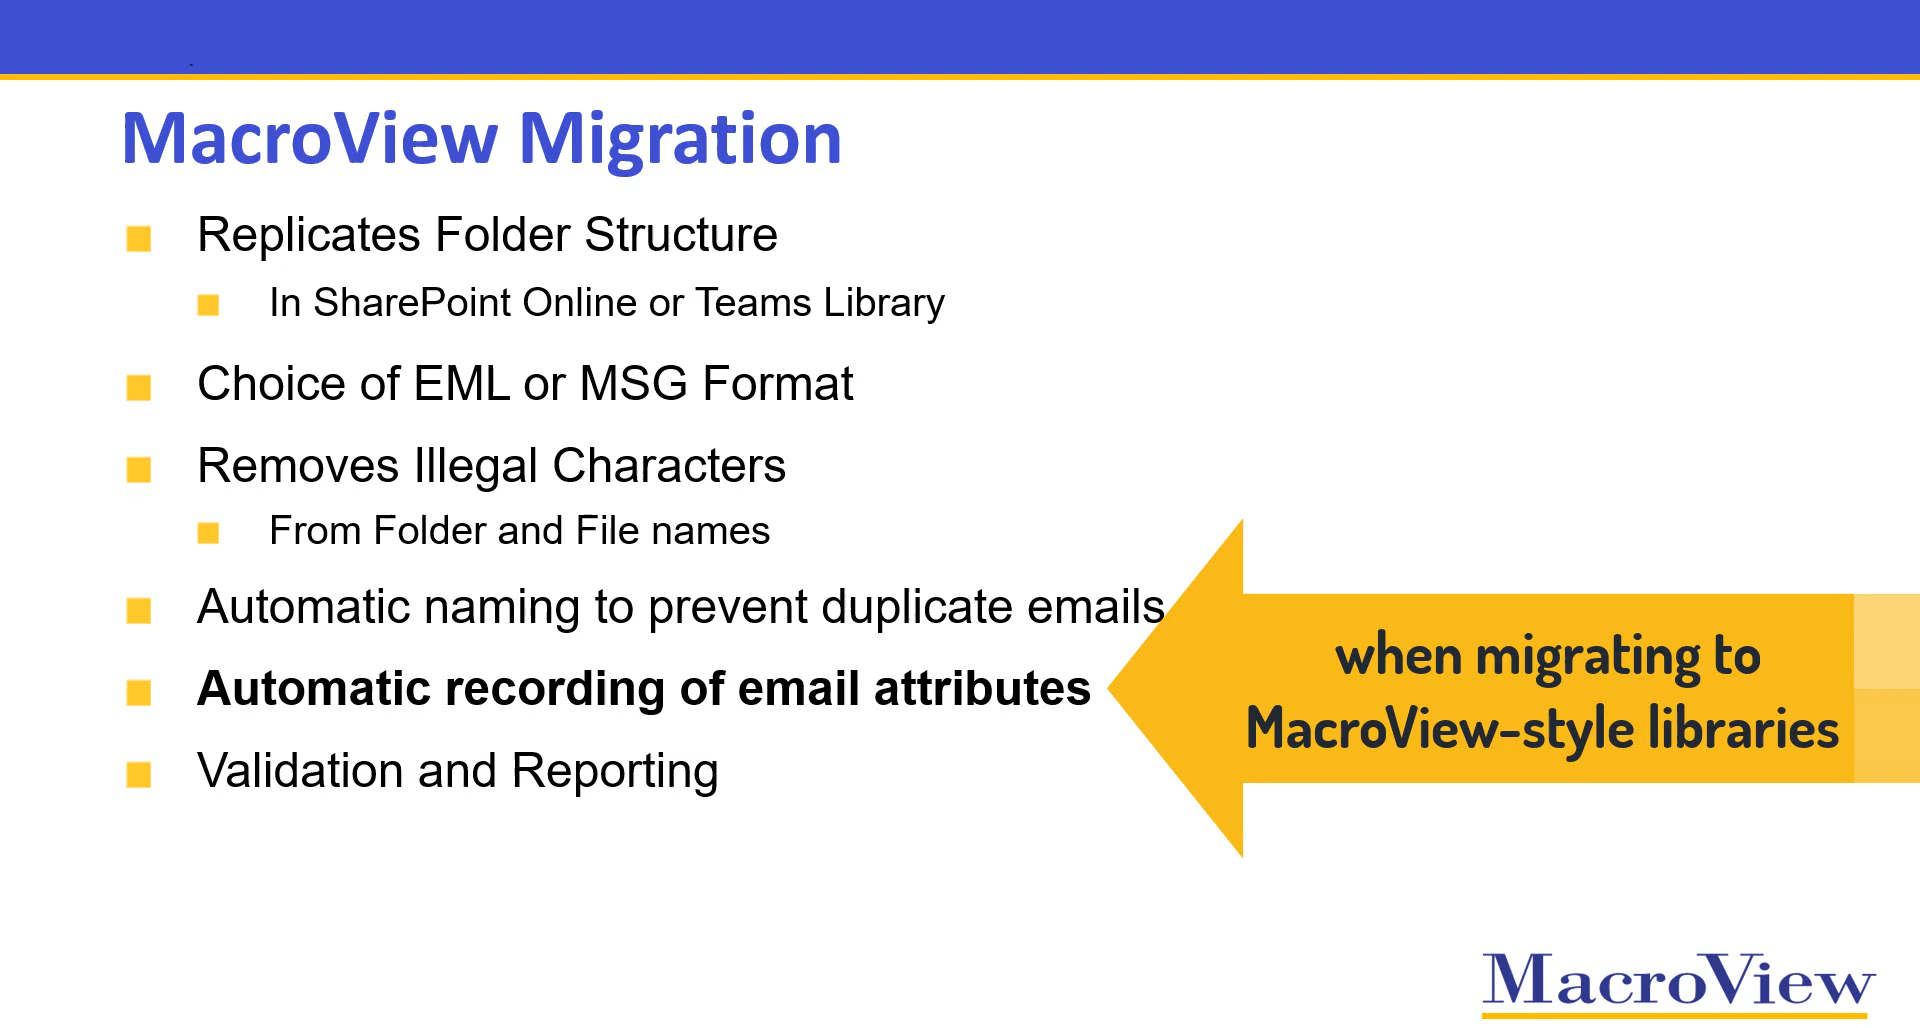 MacroView Migration
Replicates Folder Structure
In SharePoint Online or Teams Library
Choice of EML or MSG Format
Removes Illegal Characters
From Folder and File names
Automatic naming to prevent duplicate emails
Automatic recording of email attributes
when migrating to
MacroView-style libraries
Validation and Reporting
MacroView